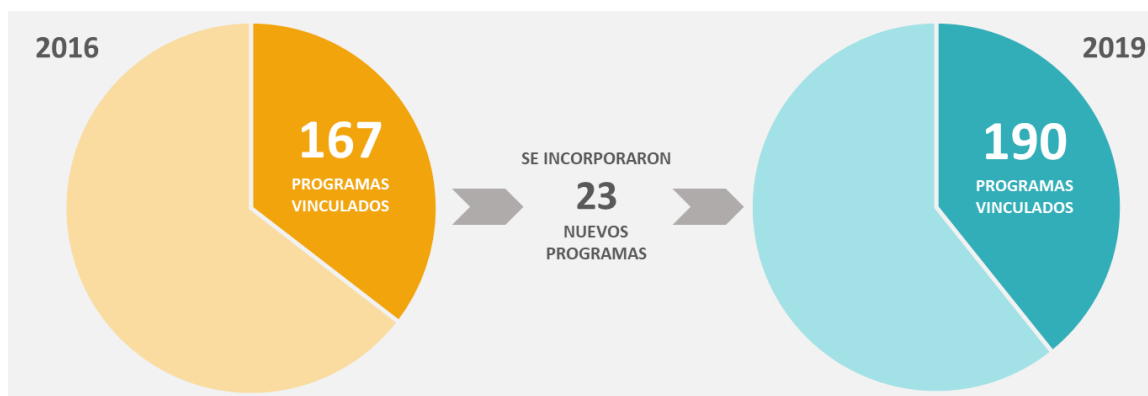 2016
167
PROGRAMAS
VINCULADOS
SE INCORPORARON
23
NUEVOS
PROGRAMAS
2019
190
PROGRAMAS
VINCULADOS